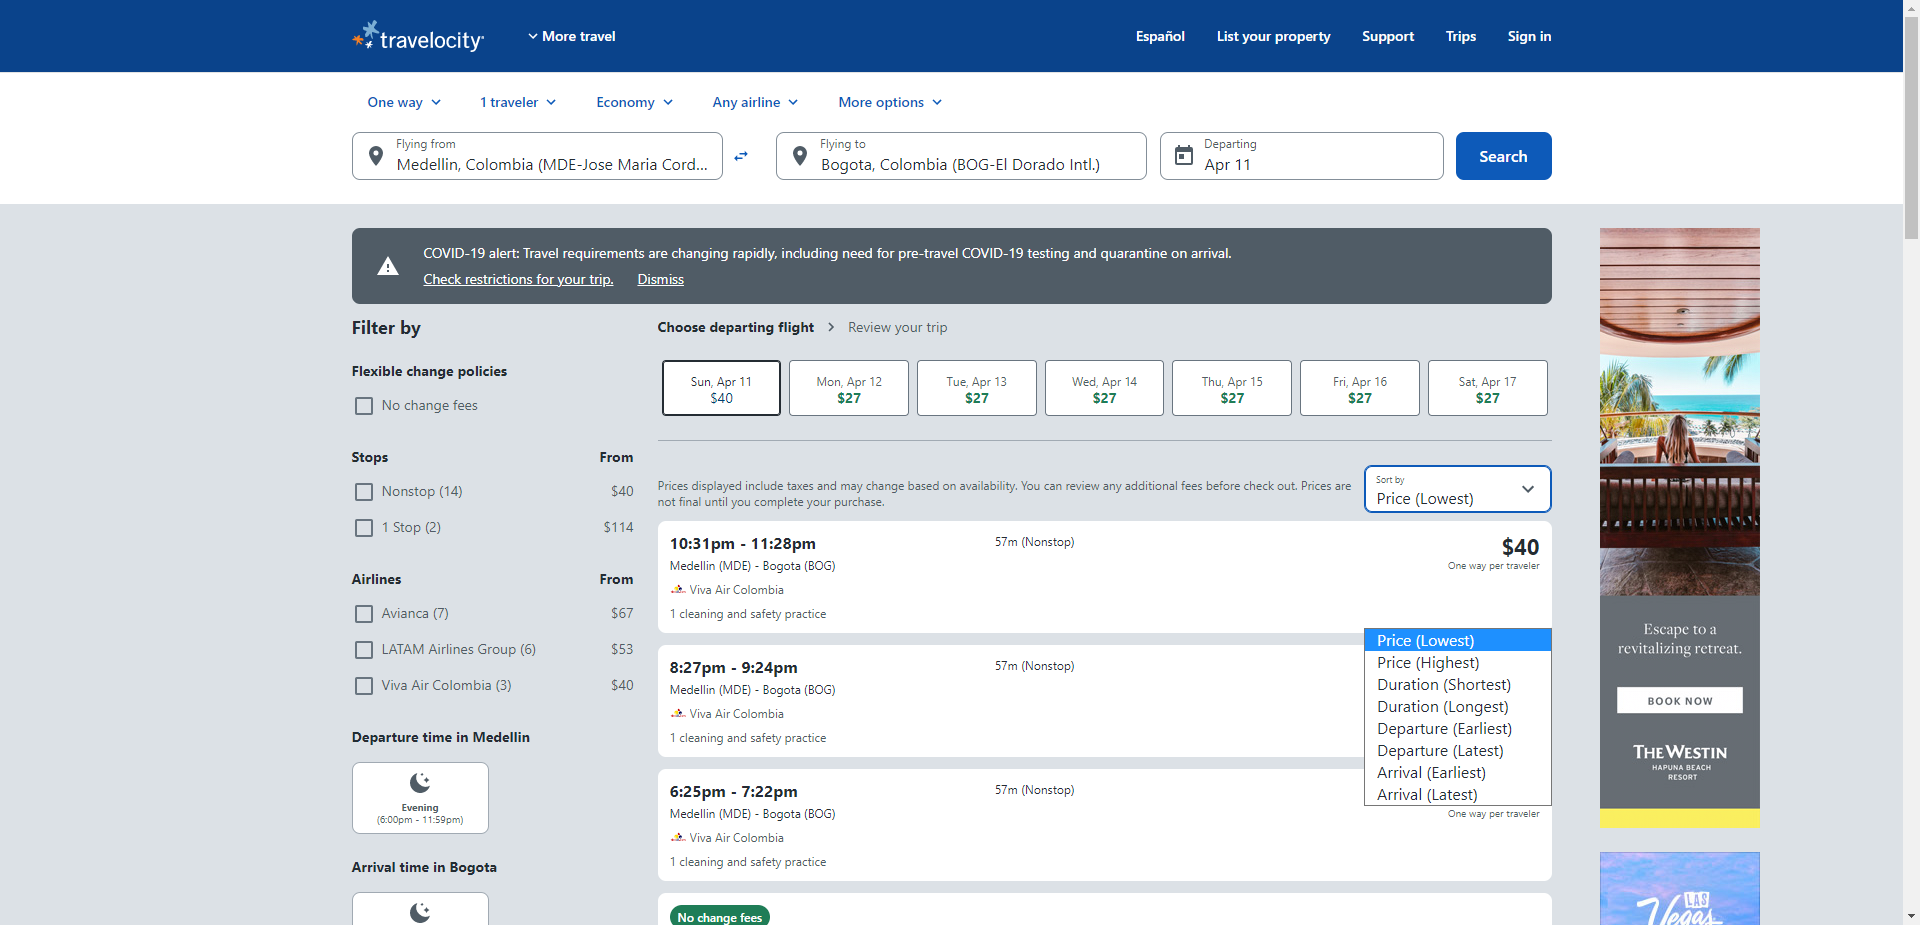 travelocity
More travel
Español
List your property
Support
Trips
Sign in
One way
1 traveler
Economy
Any airline
More options
Flying from
Medellin, Colombia (MDE-Jose Maria Cord...
Flying to
Bogota, Colombia (BOG-El Dorado Intl.)
Departing
Apr 11
Search
COVID-19 alert: Travel requirements are changing rapidly, including need for pre-travel COVID-19 testing and quarantine on arrival.
Check restrictions for your trip. Dismiss
Filter by
Flexible change policies
No change fees
Stops From
Nonstop (14) $40
1 Stop (2) $114
Airlines From
Avianca (7) $67
LATAM Airlines Group (6) $53
Viva Air Colombia (3) $40
Departure time in Medellin
Evening
(6:00pm - 11:59pm)
Arrival time in Bogota
Choose departing flight
Review your trip
Sun, Apr 11
$40
Mon, Apr 12
$27
Tue, Apr 13
$27
Wed, Apr 14
$27
Thu, Apr 15
$27
Fri, Apr 16
$27
Sat, Apr 17
$27
Prices displayed include taxes and may change based on availability. You can review any additional fees before check out. Prices are
not final until you complete your purchase.
Sort by
Price (Lowest)
10:31pm - 11:28pm
57m (Nonstop)
$40
Medellin (MDE) - Bogota (BOG)
One way per traveler
Viva Air Colombia
1 cleaning and safety practice
8:27pm - 9:24pm
57m (Nonstop)
Medellin (MDE) - Bogota (BOG)
Viva Air Colombia
1 cleaning and safety practice
6:25pm - 7:22pm
57m (Nonstop)
Medellin (MDE) - Bogota (BOG)
One way per traveler
Viva Air Colombia
1 cleaning and safety practice
No change fees
Price (Lowest)
Price (Highest)
Duration (Shortest)
Duration (Longest)
Departure (Earliest)
Departure (Latest)
Arrival (Earliest)
Arrival (Latest)
Escape to a
revitalizing retreat.
BOOK NOW
THE WESTIN
HAPUNA BEACH
RESORT
LAS
Vegas